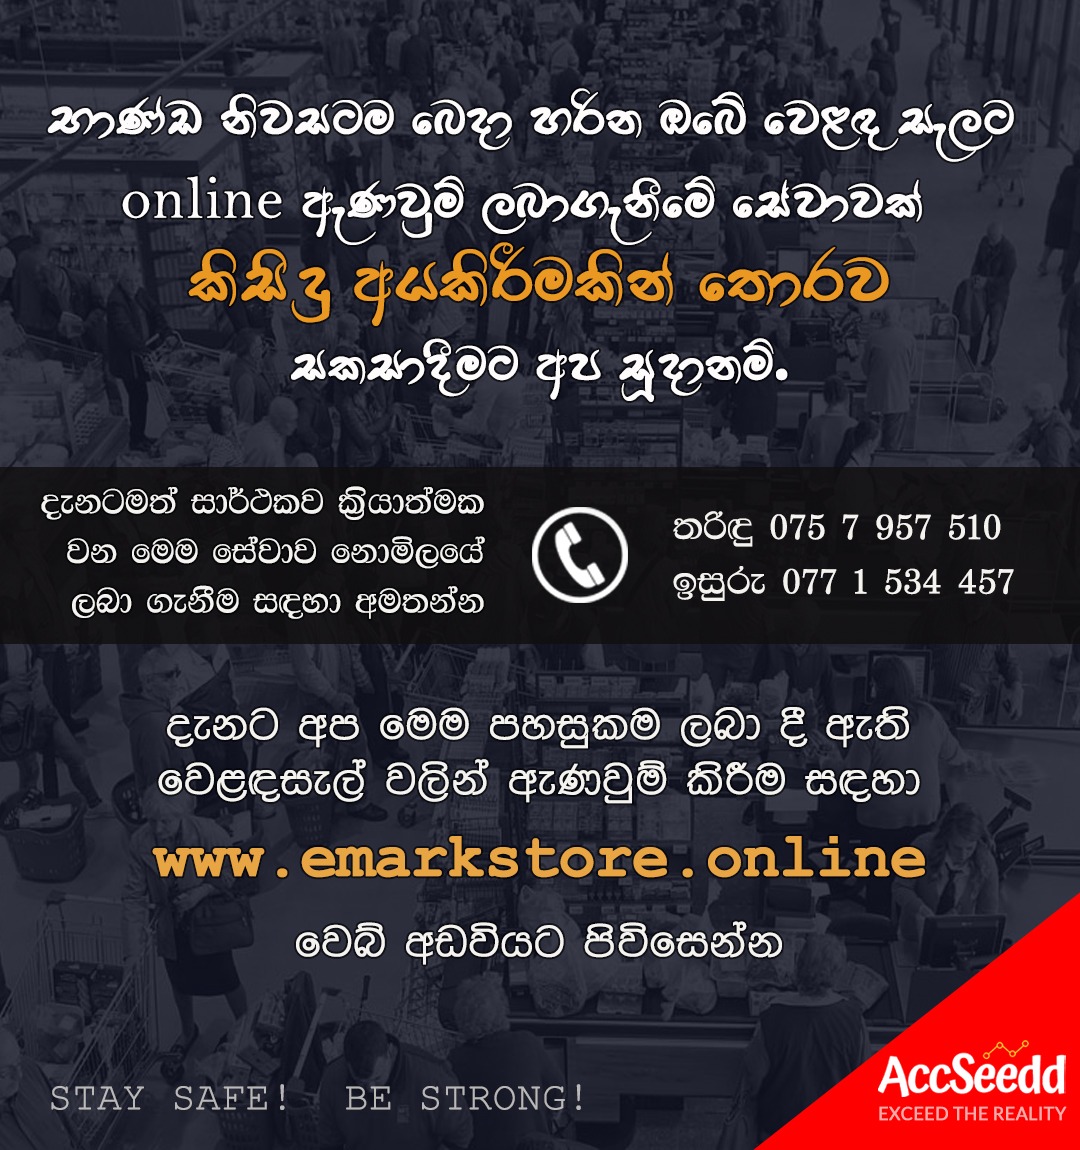 භාණ්ඩ නිවසටම බෙදා හරින ඔබේ වෙළඳ සැලට
online ඇණවුම් ලබාගැනීමේ සේවාවක්
කිසිදු අයකිරීමකින් තොරව
සකසාදීමට අප සූදානම්.
දැනටමත් සාර්ථකව ක්‍රියාත්මක
වන මෙම සේවාව නොමිලයේ
ලබා ගැනීම සඳහා අමතන්න
තරිඳු 075 7 957 510
ඉසුරු 077 1 534 457
දැනට අප මෙම පහසුකම ලබා දී ඇති
වෙළඳසැල් වලින් ඇණවුම් කිරීම සඳහා
www.emarkstore.online
වෙබ් අඩවියට පිවිසෙන්න
STAY SAFE! BE STRONG!
AccSeedd
EXCEED THE REALITY